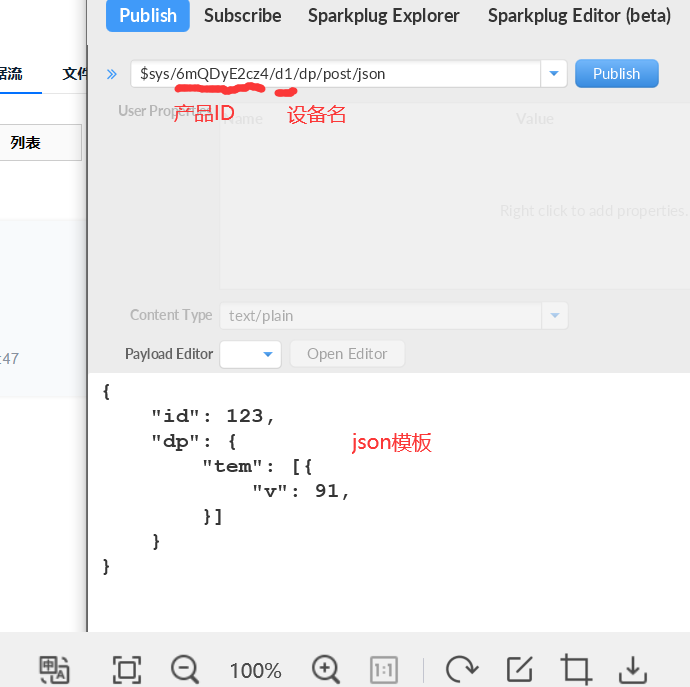 Publish Subscribe Sparkplug Explorer Sparkplug Editor (beta)
据流 文件
» $sys/6mQDyE2cz4/d1/dp/post/json Publish
产品ID 设备名
User Properties Name Value
列表
Right click to add properties.
Content Type text/plain
:47
Payload Editor Open Editor
{
"id": 123,
"dp": { json模板
"tem": [{
"v": 91,
}]
}
}
中A 100% 1:1